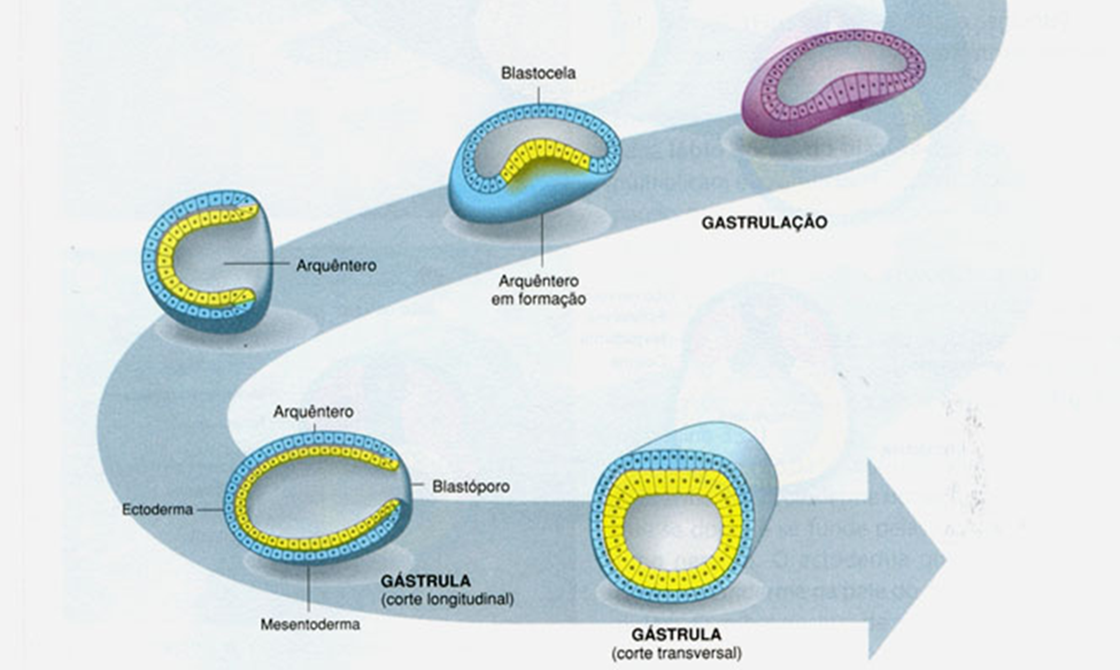 Blastocela
GASTRULAÇÃO
Arquêntero
Arquêntero
em formação
Arquêntero
Blastóporo
Ectoderma
GÁSTRULA
(corte longitudinal)
Mesentoderma
GÁSTRULA
(corte transversal)